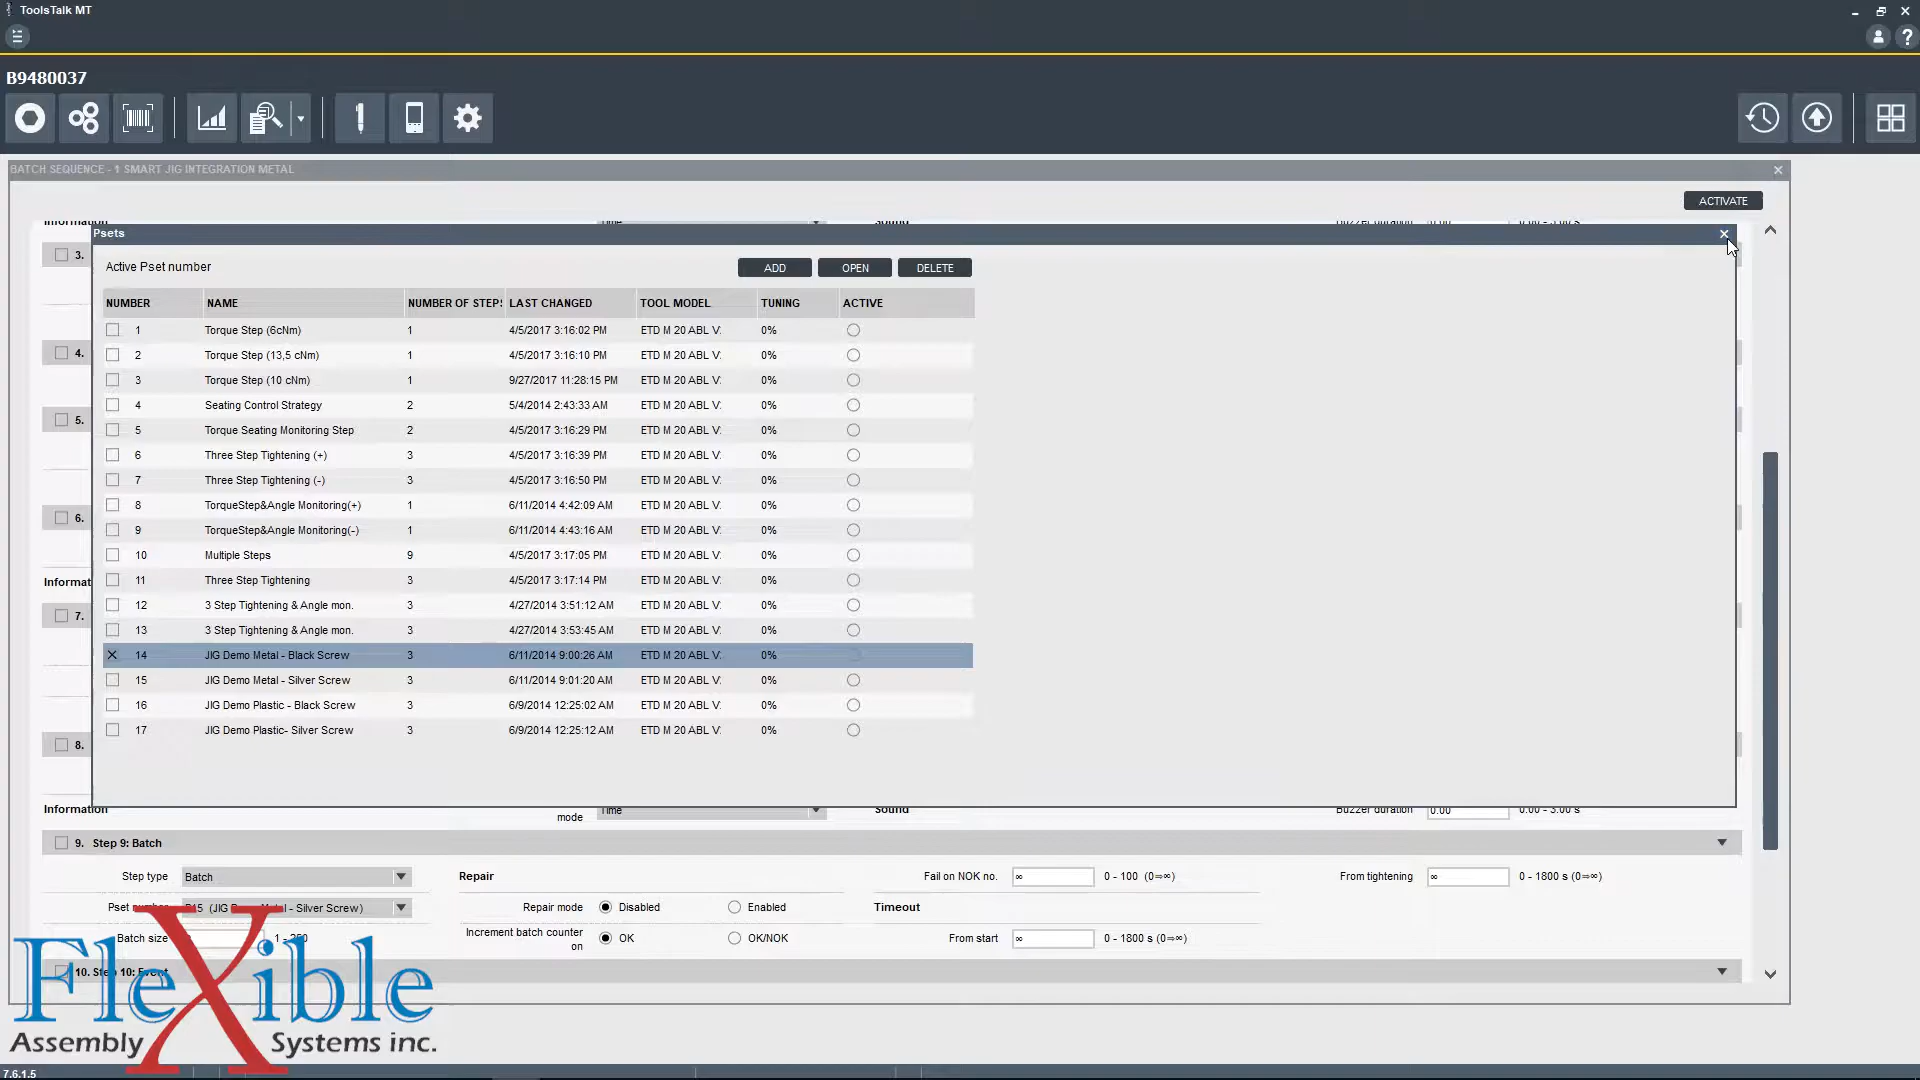 ToolsTalk MT
B9480037
BATCH SEQUENCE - 1 SMART JIG INTEGRATION METAL
ACTIVATE
Information Time Sound Buzzer duration 0.00 0.00 - 3.00 s
Psets
Active Pset number ADD OPEN DELETE
NUMBER NAME NUMBER OF STEPS LAST CHANGED TOOL MODEL TUNING ACTIVE
1 Torque Step (6cNm) 1 4/5/2017 3:16:02 PM ETD M 20 ABL V. 0%
2 Torque Step (13,5 cNm) 1 4/5/2017 3:16:10 PM ETD M 20 ABL V. 0%
3 Torque Step (10 cNm) 1 9/27/2017 11:28:15 PM ETD M 20 ABL V. 0%
4 Seating Control Strategy 2 5/4/2014 2:43:33 AM ETD M 20 ABL V. 0%
5 Torque Seating Monitoring Step 2 4/5/2017 3:16:29 PM ETD M 20 ABL V. 0%
6 Three Step Tightening (+) 3 4/5/2017 3:16:39 PM ETD M 20 ABL V. 0%
7 Three Step Tightening (-) 3 4/5/2017 3:16:50 PM ETD M 20 ABL V. 0%
8 TorqueStep&Angle Monitoring(+) 1 6/11/2014 4:42:09 AM ETD M 20 ABL V. 0%
9 TorqueStep&Angle Monitoring(-) 1 6/11/2014 4:43:16 AM ETD M 20 ABL V. 0%
10 Multiple Steps 9 4/5/2017 3:17:05 PM ETD M 20 ABL V. 0%
11 Three Step Tightening 3 4/5/2017 3:17:14 PM ETD M 20 ABL V. 0%
12 3 Step Tightening & Angle mon. 3 4/27/2014 3:51:12 AM ETD M 20 ABL V. 0%
13 3 Step Tightening & Angle mon. 3 4/27/2014 3:53:45 AM ETD M 20 ABL V. 0%
14 JIG Demo Metal - Black Screw 3 6/11/2014 9:00:26 AM ETD M 20 ABL V. 0%
15 JIG Demo Metal - Silver Screw 3 6/11/2014 9:01:20 AM ETD M 20 ABL V. 0%
16 JIG Demo Plastic - Black Screw 3 6/9/2014 12:25:02 AM ETD M 20 ABL V. 0%
17 JIG Demo Plastic- Silver Screw 3 6/9/2014 12:25:12 AM ETD M 20 ABL V. 0%
3.
4.
5.
6.
Informat
7.
8.
Information mode Time Sound Buzzer duration 0.00 0.00 - 3.00 s
9. Step 9: Batch
Step type Batch Repair Fail on NOK no. ∞ 0 - 100 (0=∞) From tightening ∞ 0 - 1800 s (0=∞)
Pset number - Silver Screw) Repair mode Disabled Enabled Timeout
Batch size Increment batch counter on OK OK/NOK From start ∞ 0 - 1800 s (0=∞)
10. Step 10: Event
Flexible
Assembly Systems inc.
7.6.1.5